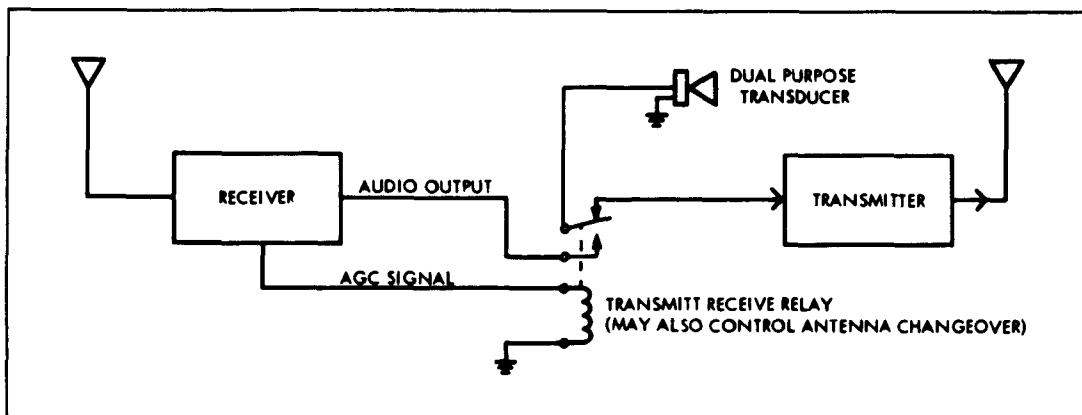 DUAL PURPOSE
TRANSDUCER
RECEIVER
AUDIO OUTPUT
TRANSMITTER
AGC SIGNAL
TRANSMITT RECEIVE RELAY
(MAY ALSO CONTROL ANTENNA CHANGEOVER)